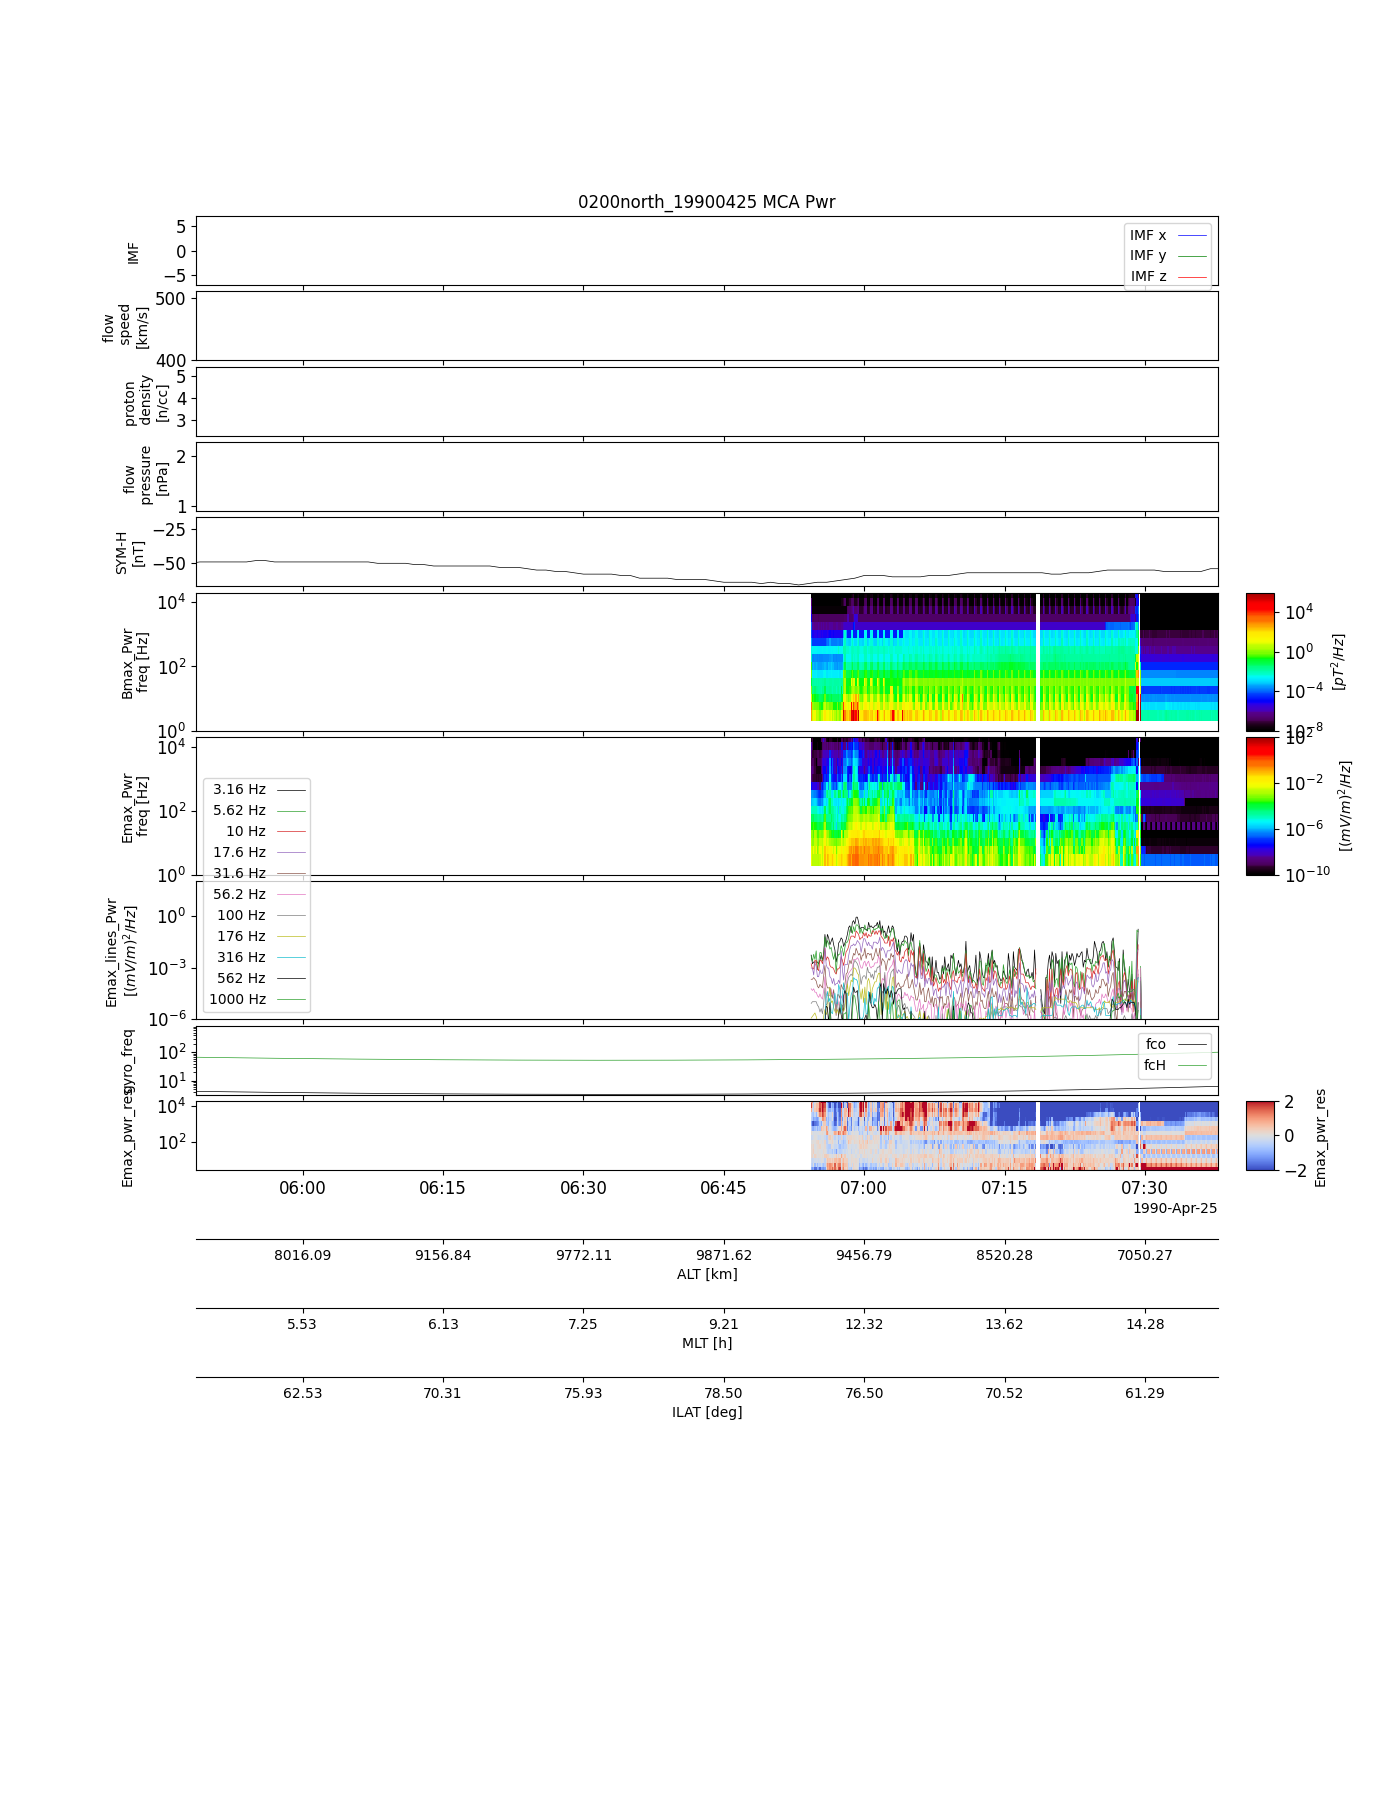 0200north_19900425 MCA Pwr
5
0
−5
IMF
IMF x
IMF y
IMF z
500
400
flow
speed
[km/s]
5
4
3
proton
density
[n/cc]
2
1
flow
pressure
[nPa]
−25
−50
SYM-H
[nT]
10^4
10^2
10^0
Bmax_Pwr
freq [Hz]
10^4
10^0
10^−4
10^−8
[pT^2/Hz]
10^4
10^2
10^0
Emax_Pwr
freq [Hz]
10^2
10^−2
10^−6
10^−10
[(mV/m)^2/Hz]
3.16 Hz
5.62 Hz
10 Hz
17.6 Hz
31.6 Hz
56.2 Hz
100 Hz
176 Hz
316 Hz
562 Hz
1000 Hz
10^0
10^−3
10^−6
Emax_lines_Pwr
[(mV/m)^2/Hz]
10^2
10^1
gyro_freq
fco
fcH
10^4
10^2
Emax_pwr_res
2
0
−2
Emax_pwr_res
06:00 06:15 06:30 06:45 07:00 07:15 07:30
1990-Apr-25
8016.09 9156.84 9772.11 9871.62 9456.79 8520.28 7050.27
ALT [km]
5.53 6.13 7.25 9.21 12.32 13.62 14.28
MLT [h]
62.53 70.31 75.93 78.50 76.50 70.52 61.29
ILAT [deg]